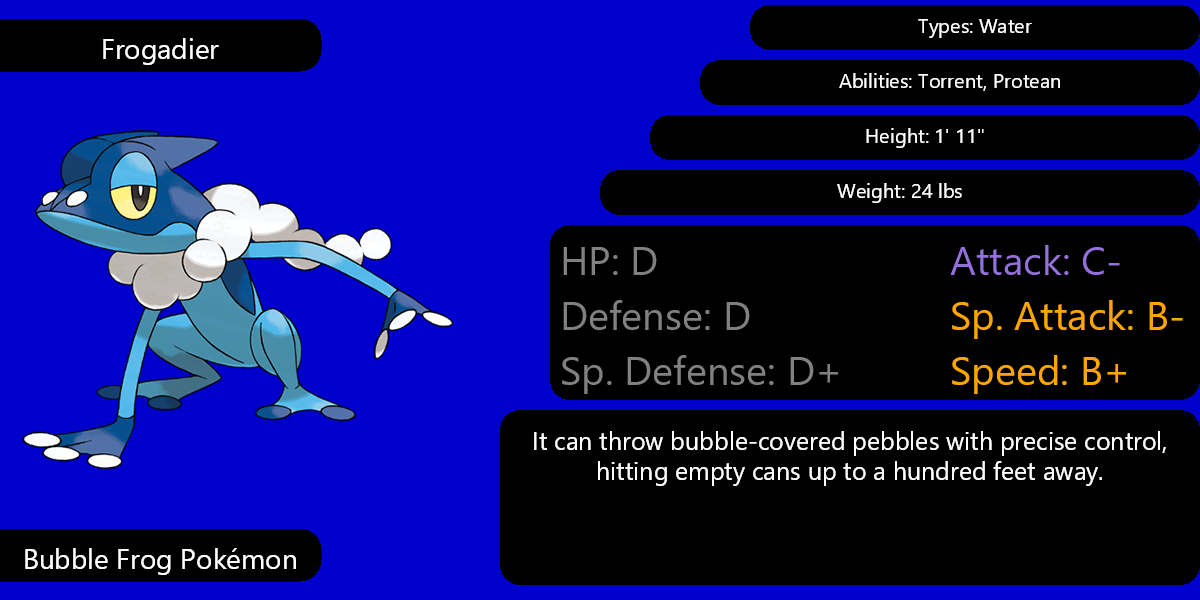 Frogadier
Types: Water
Abilities: Torrent, Protean
Height: 1' 11"
Weight: 24 lbs
HP: D
Attack: C-
Defense: D
Sp. Attack: B-
Sp. Defense: D+
Speed: B+
It can throw bubble-covered pebbles with precise control,
hitting empty cans up to a hundred feet away.
Bubble Frog Pokémon